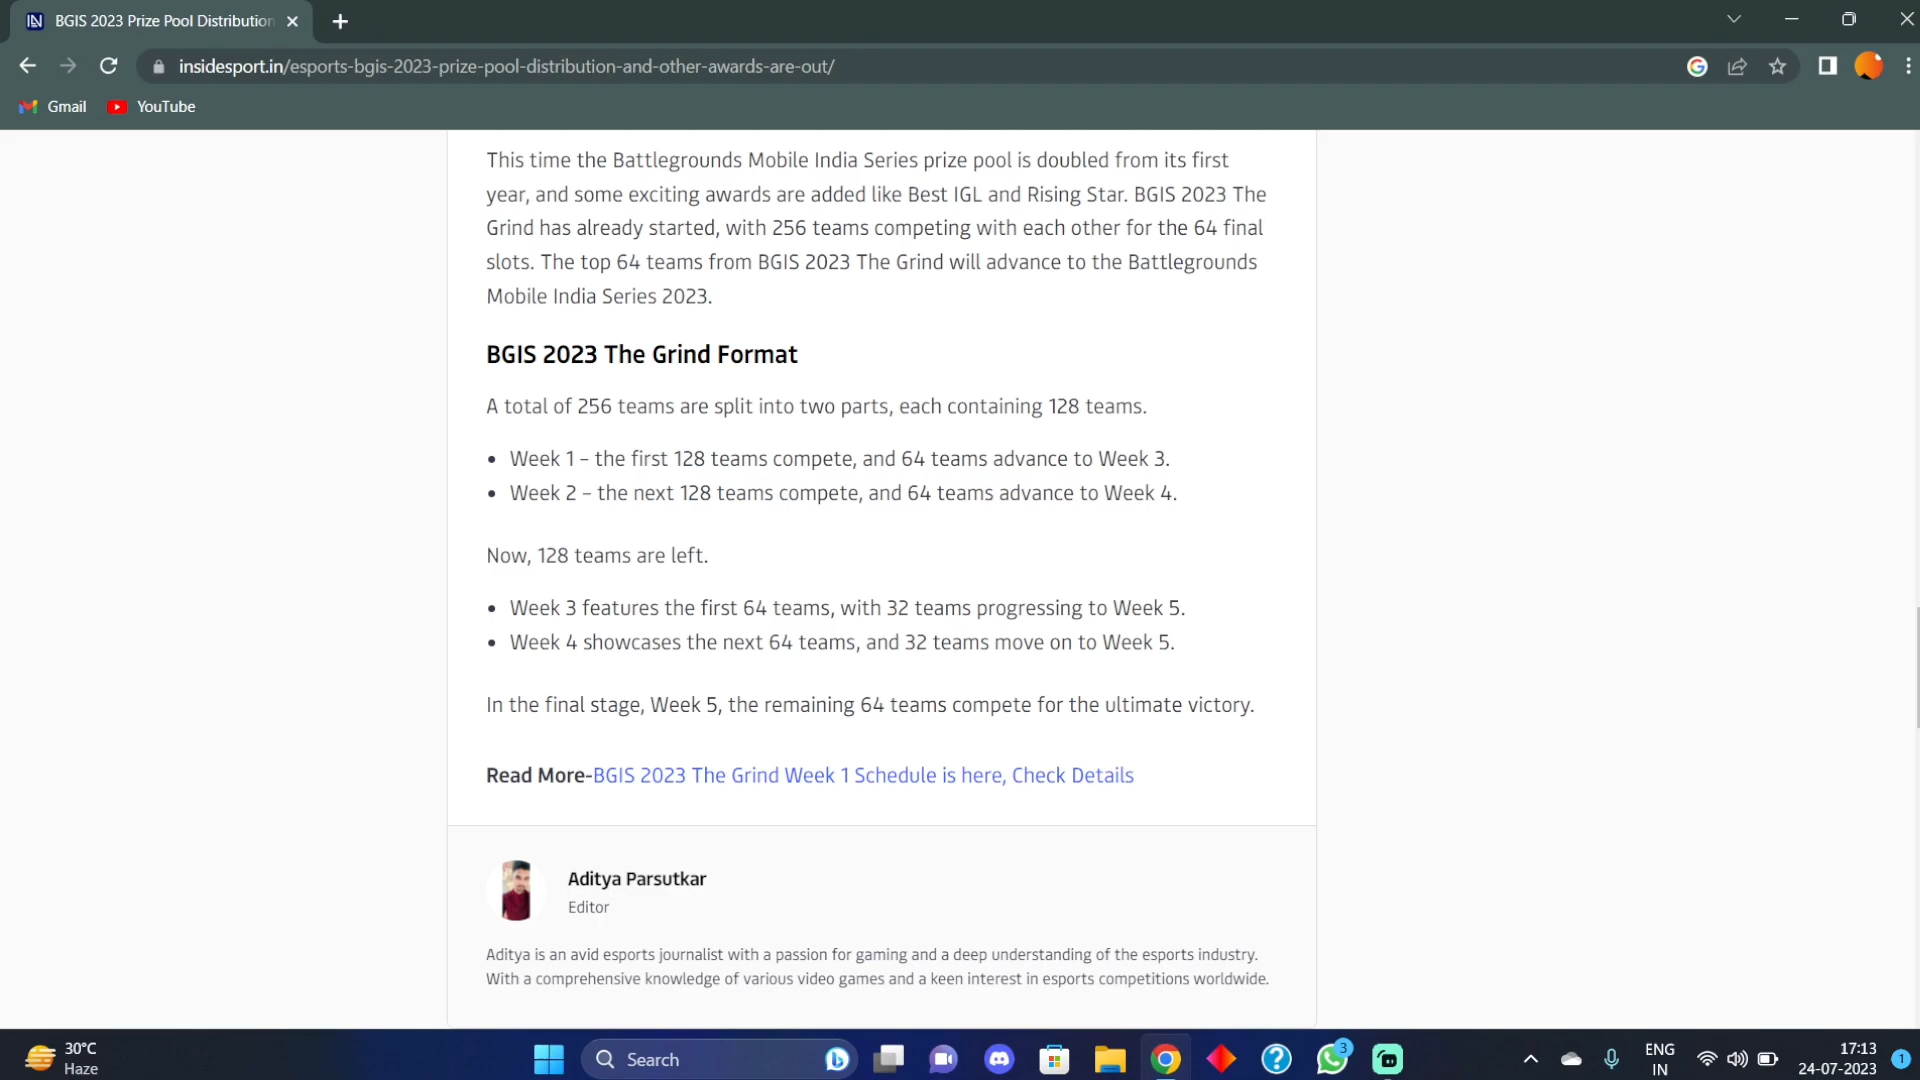 BGIS 2023 Prize Pool Distribution
insidesport.in/esports-bgis-2023-prize-pool-distribution-and-other-awards-are-out/
Gmail YouTube
This time the Battlegrounds Mobile India Series prize pool is doubled from its first
year, and some exciting awards are added like Best IGL and Rising Star. BGIS 2023 The
Grind has already started, with 256 teams competing with each other for the 64 final
slots. The top 64 teams from BGIS 2023 The Grind will advance to the Battlegrounds
Mobile India Series 2023.
BGIS 2023 The Grind Format
A total of 256 teams are split into two parts, each containing 128 teams.
• Week 1 – the first 128 teams compete, and 64 teams advance to Week 3.
• Week 2 – the next 128 teams compete, and 64 teams advance to Week 4.
Now, 128 teams are left.
• Week 3 features the first 64 teams, with 32 teams progressing to Week 5.
• Week 4 showcases the next 64 teams, and 32 teams move on to Week 5.
In the final stage, Week 5, the remaining 64 teams compete for the ultimate victory.
Read More-BGIS 2023 The Grind Week 1 Schedule is here, Check Details
Aditya Parsutkar
Editor
Aditya is an avid esports journalist with a passion for gaming and a deep understanding of the esports industry.
With a comprehensive knowledge of various video games and a keen interest in esports competitions worldwide.
30°C
Haze
Search
3
ENG
IN
17:13
24-07-2023
1